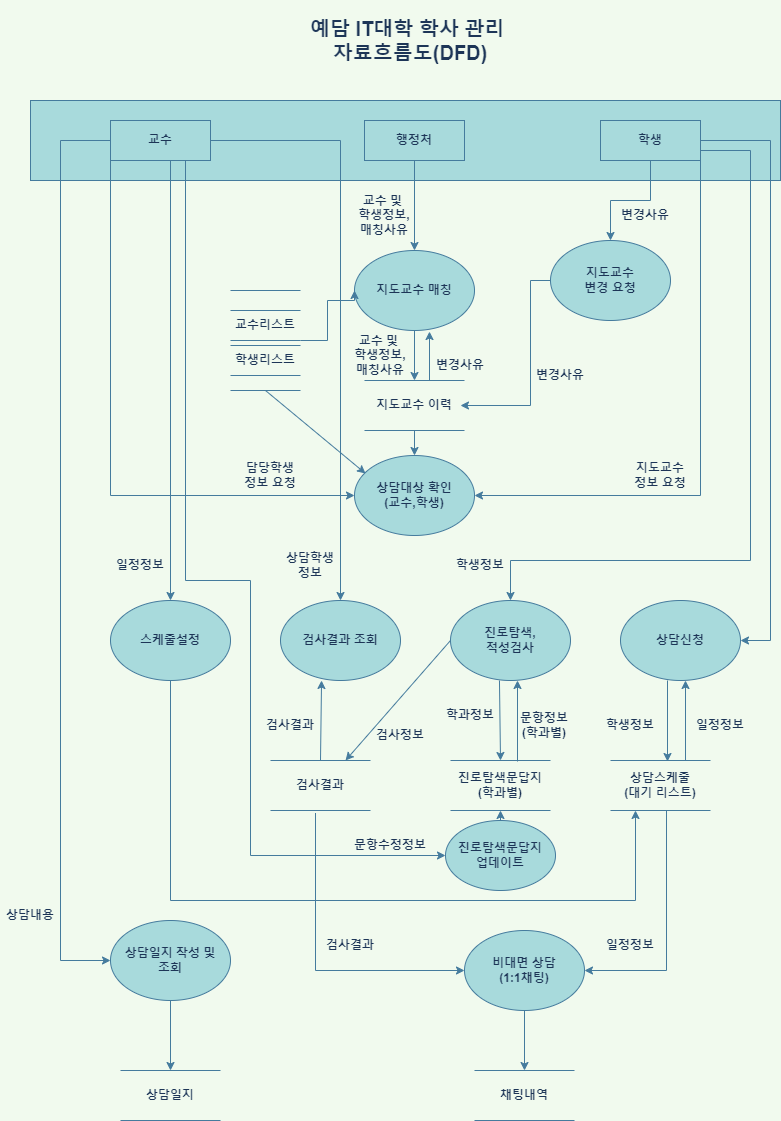 예담 IT대학 학사 관리
자료흐름도(DFD)
교수
행정처
학생
교수 및
학생정보,
매칭사유
변경사유
지도교수 매칭
지도교수
변경 요청
교수리스트
학생리스트
교수 및
학생정보,
매칭사유
변경사유
변경사유
지도교수 이력
담당학생
정보 요청
상담대상 확인
(교수,학생)
지도교수
정보 요청
일정정보
상담학생
정보
학생정보
스케줄설정
검사결과 조회
진로탐색,
적성검사
상담신청
검사결과
검사정보
학과정보
문항정보
(학과별)
학생정보
일정정보
검사결과
진로탐색문답지
(학과별)
상담스케줄
(대기 리스트)
문항수정정보
진로탐색문답지
업데이트
상담내용
상담일지 작성 및
조회
검사결과
비대면 상담
(1:1채팅)
일정정보
상담일지
채팅내역